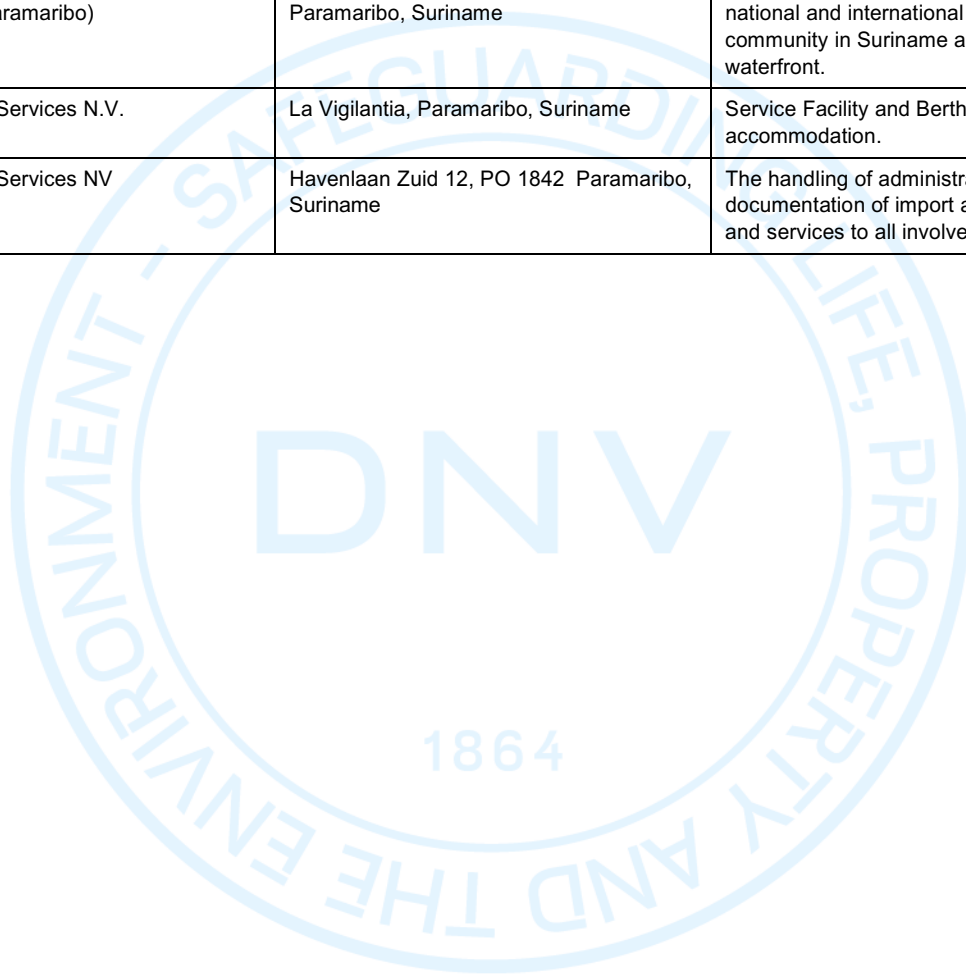 aramaribo)
Paramaribo, Suriname
national and international
community in Suriname a
waterfront.
Services N.V.
La Vigilantia, Paramaribo, Suriname
Service Facility and Berth
accommodation.
Services NV
Havenlaan Zuid 12, PO 1842 Paramaribo,
Suriname
The handling of administra
documentation of import a
and services to all involve
SAFEGUARDING LIFE, PROPERTY AND THE ENVIRONMENT -
DNV
1864